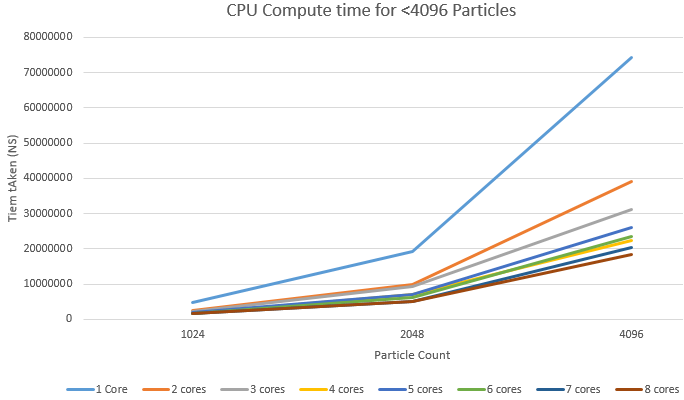 CPU Compute time for <4096 Particles
80000000
70000000
60000000
50000000
40000000
30000000
20000000
10000000
0
Tiem tAken (NS)
1024 2048 4096
Particle Count
1 Core 2 cores 3 cores 4 cores 5 cores 6 cores 7 cores 8 cores